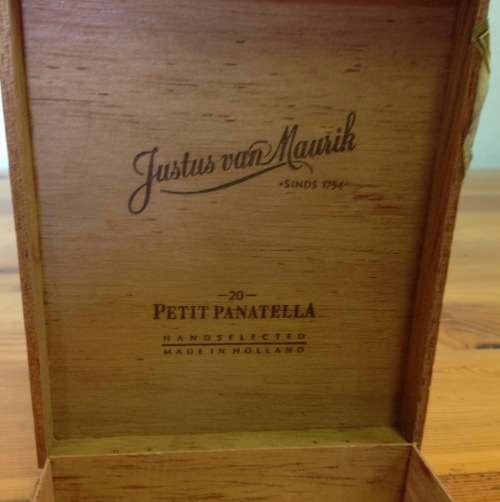 Justus van Maurik
•SINDS 1794•
—20—
PETIT PANATELLA
HANDSELECTED
MADE IN HOLLAND